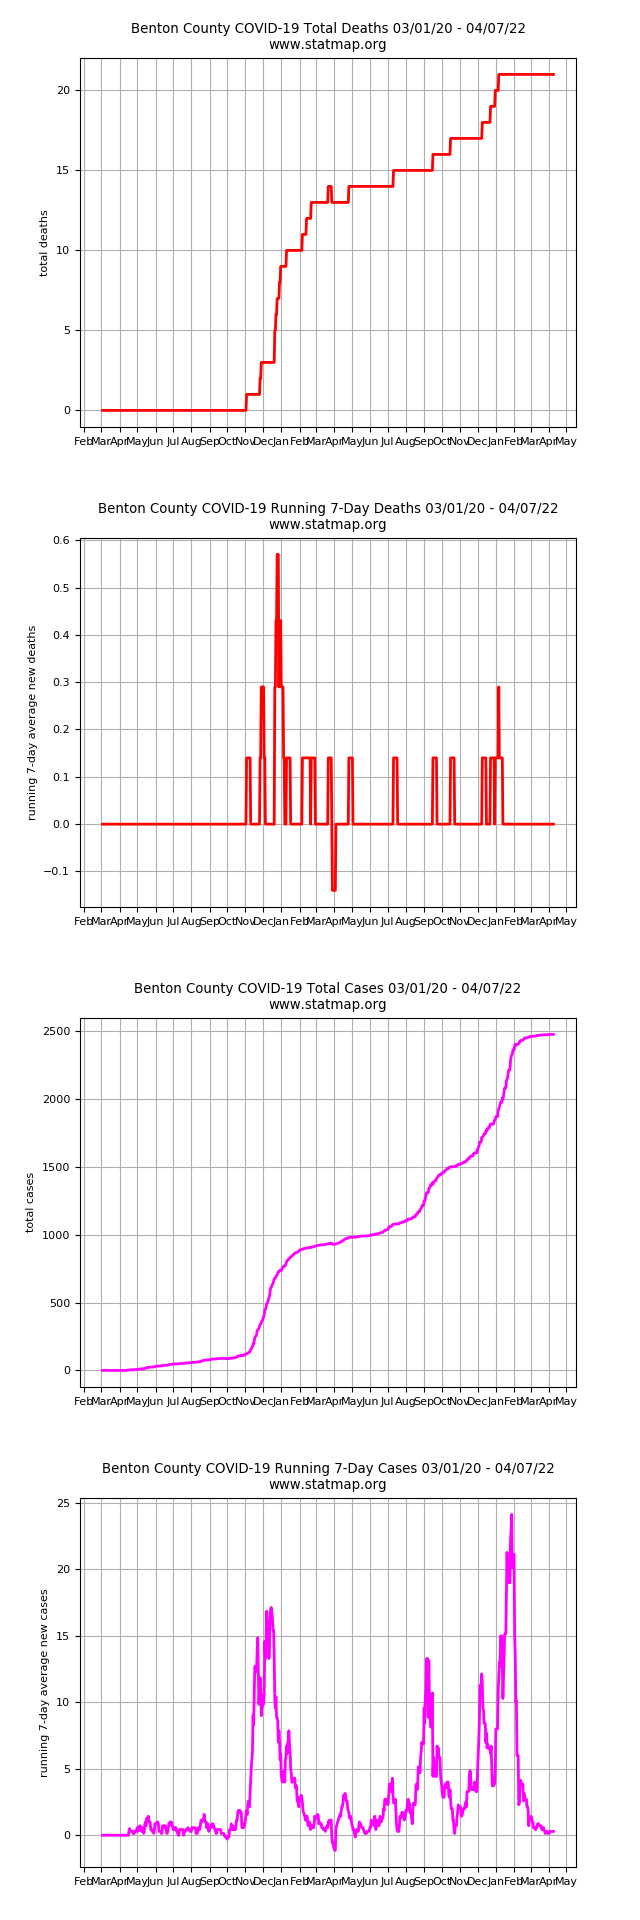 Benton County COVID-19 Total Deaths 03/01/20 - 04/07/22
www.statmap.org
20
15
10
5
0
total deaths
Feb Mar Apr May Jun Jul Aug Sep Oct Nov Dec Jan Feb Mar Apr May Jun Jul Aug Sep Oct Nov Dec Jan Feb Mar Apr May
Benton County COVID-19 Running 7-Day Deaths 03/01/20 - 04/07/22
www.statmap.org
0.6
0.5
0.4
0.3
0.2
0.1
0.0
−0.1
running 7-day average new deaths
Feb Mar Apr May Jun Jul Aug Sep Oct Nov Dec Jan Feb Mar Apr May Jun Jul Aug Sep Oct Nov Dec Jan Feb Mar Apr May
Benton County COVID-19 Total Cases 03/01/20 - 04/07/22
www.statmap.org
2500
2000
1500
1000
500
0
total cases
Feb Mar Apr May Jun Jul Aug Sep Oct Nov Dec Jan Feb Mar Apr May Jun Jul Aug Sep Oct Nov Dec Jan Feb Mar Apr May
Benton County COVID-19 Running 7-Day Cases 03/01/20 - 04/07/22
www.statmap.org
25
20
15
10
5
0
running 7-day average new cases
Feb Mar Apr May Jun Jul Aug Sep Oct Nov Dec Jan Feb Mar Apr May Jun Jul Aug Sep Oct Nov Dec Jan Feb Mar Apr May